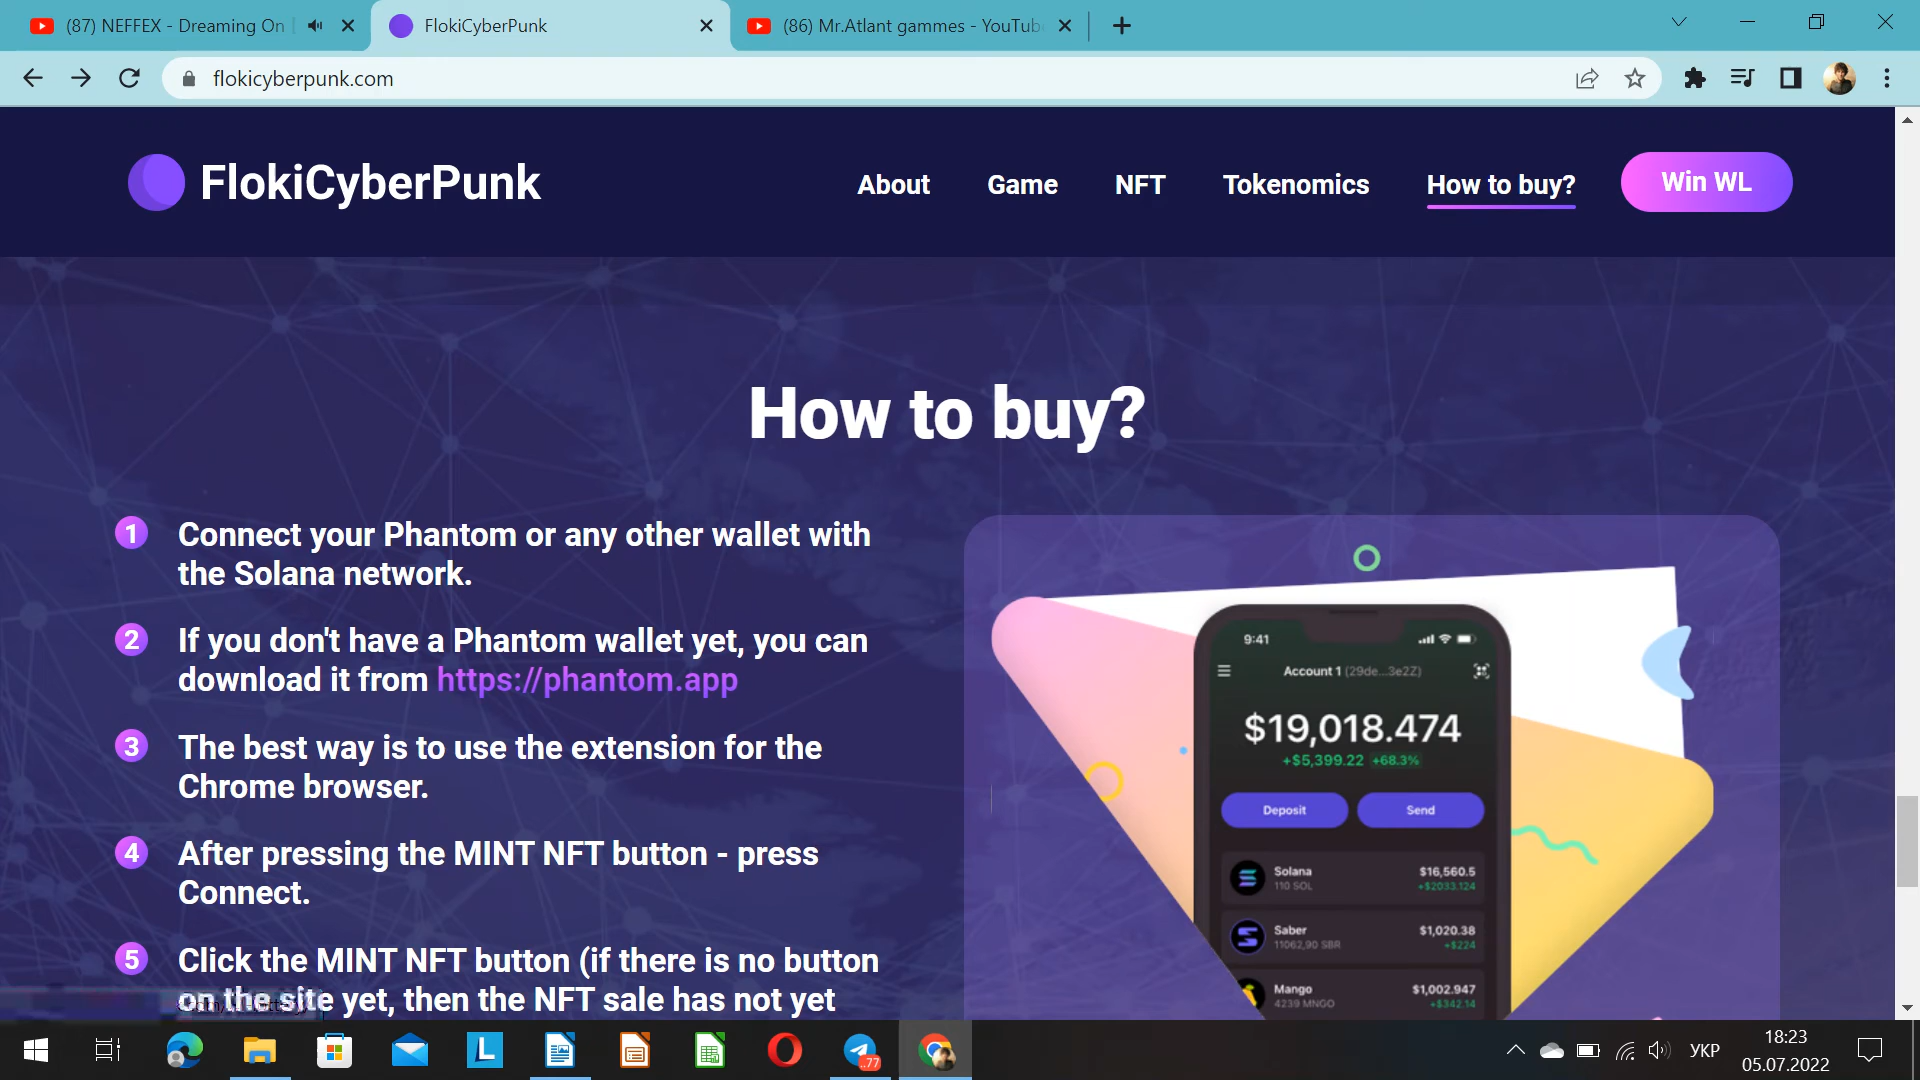 (87) NEFFEX - Dreaming On
FlokiCyberPunk
(86) Mr.Atlant gammes - YouTube
flokicyberpunk.com
FlokiCyberPunk
About
Game
NFT
Tokenomics
How to buy?
Win WL
How to buy?
1 Connect your Phantom or any other wallet with
the Solana network.
2 If you don't have a Phantom wallet yet, you can
download it from https://phantom.app
3 The best way is to use the extension for the
Chrome browser.
4 After pressing the MINT NFT button - press
Connect.
5 Click the MINT NFT button (if there is no button
on the site yet, then the NFT sale has not yet
9:41
Account 1 (29de...3e2Z)
$19,018.474
+$5,399.22 +68.3%
Deposit
Send
Solana $16,560.5
110 SOL +$2033.124
Saber $1,020.38
11062,90 SBR +$224
Mango $1,002.947
4239 MNGO +$342.14
L
77
УКР
18:23
05.07.2022